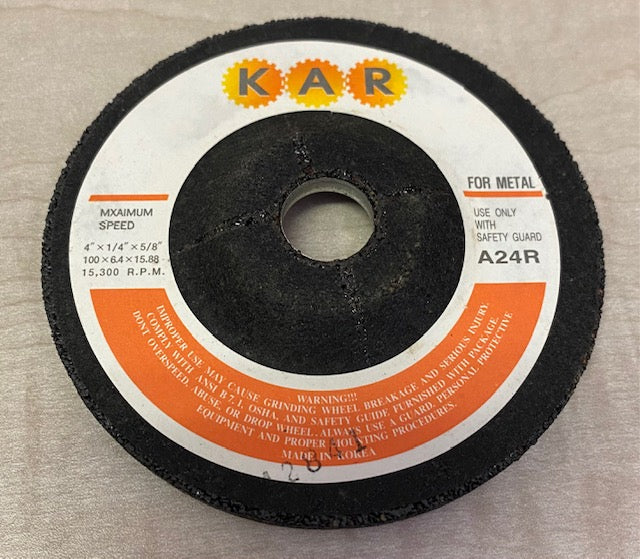 KAR
MXAIMUM
SPEED
4"×1/4"×5/8"
100×6.4×15.88
15,300 R.P.M.
FOR METAL
USE ONLY
WITH
SAFETY GUARD
A24R
WARNING!!!
IMPROPER USE MAY CAUSE GRINDING WHEEL BREAKAGE AND SERIOUS INJURY.
COMPLY WITH ANSI B 7.1, OSHA, AND SAFETY GUIDE FURNISHED WITH PACKAGE.
DONT OVERSPEED, ABUSE, OR DROP WHEEL. ALWAYS USE A GUARD, PERSONAL PROTECTIVE
EQUIPMENT AND PROPER MOUNTING PROCEDURES.
MADE IN KOREA